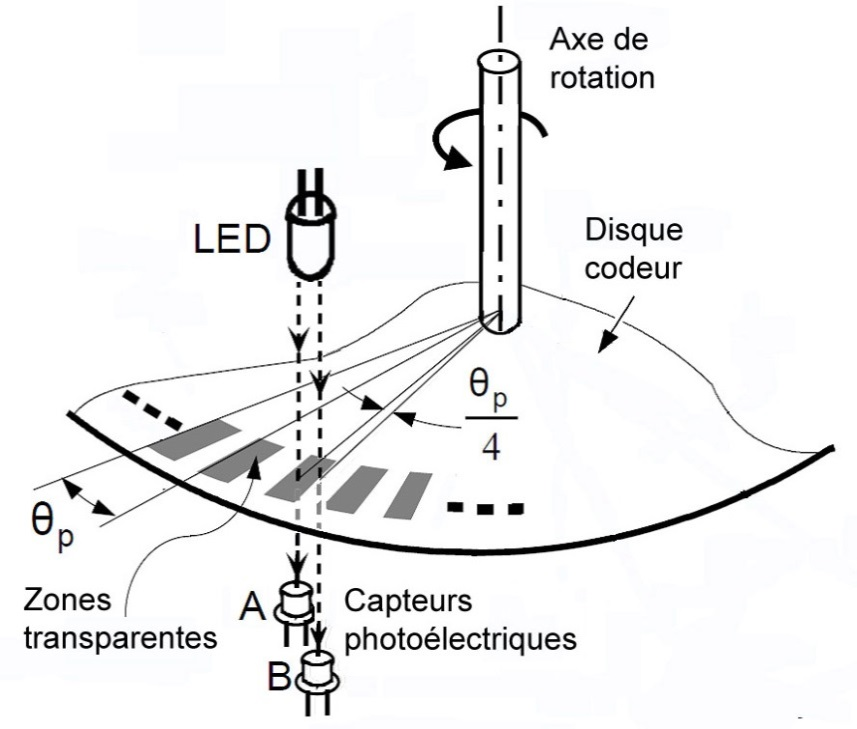 Axe de
rotation
LED
Disque
codeur
θp
4
θp
Zones
transparentes
A
Capteurs
photoélectriques
B